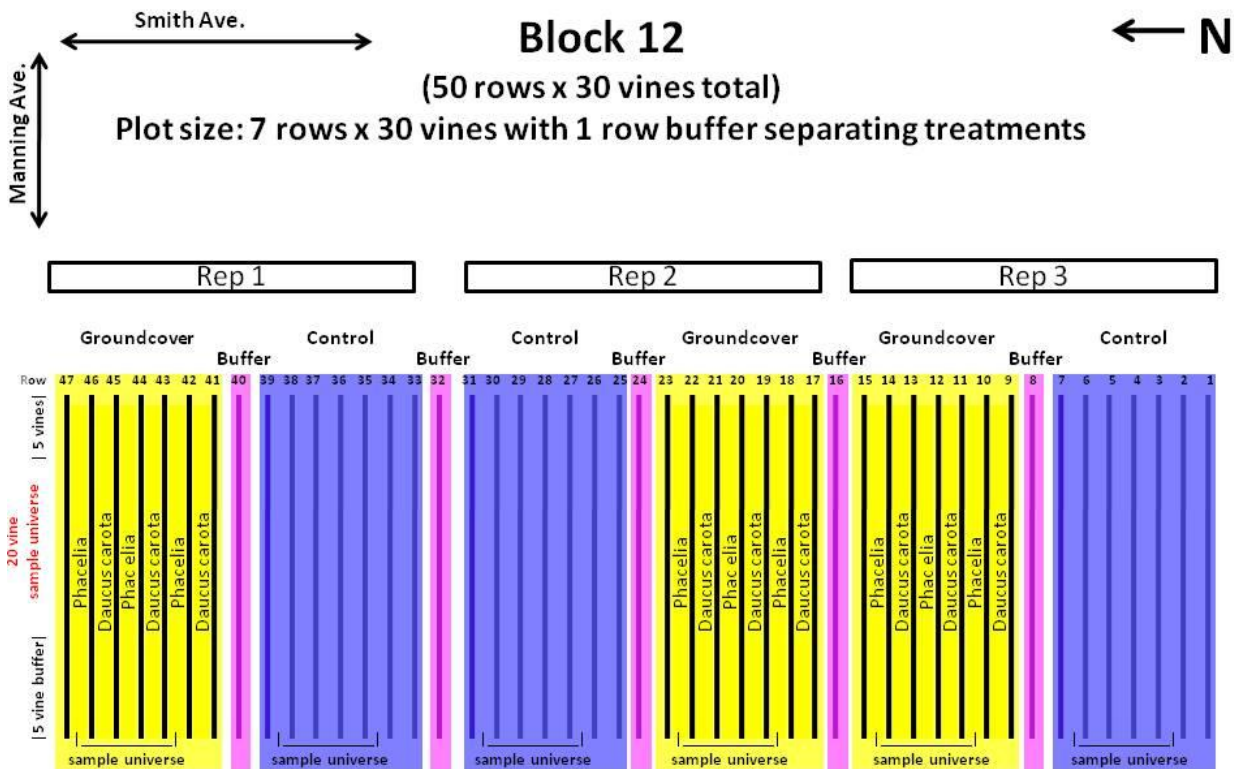 Smith Ave.
Manning Ave.
Block 12
N
(50 rows x 30 vines total)
Plot size: 7 rows x 30 vines with 1 row buffer separating treatments
Rep 1
Rep 2
Rep 3
Groundcover
Buffer
Control
Buffer
Control
Buffer
Groundcover
Buffer
Groundcover
Buffer
Control
Row 47 46 45 44 43 42 41 40 39 38 37 36 35 34 33 32 31 30 29 28 27 26 25 24 23 22 21 20 19 18 17 16 15 14 13 12 11 10 9 8 7 6 5 4 3 2 1
| 5 vines|
20 vine
sample universe
|5 vine buffer|
Phacelia
Daucus carota
Phacelia
Daucus carota
Phacelia
Daucus carota
Phacelia
Daucus carota
Phacelia
Daucus carota
Phacelia
Daucus carota
Phacelia
Daucus carota
Phacelia
Daucus carota
Phacelia
Daucus carota
sample universe
sample universe
sample universe
sample universe
sample universe
sample universe